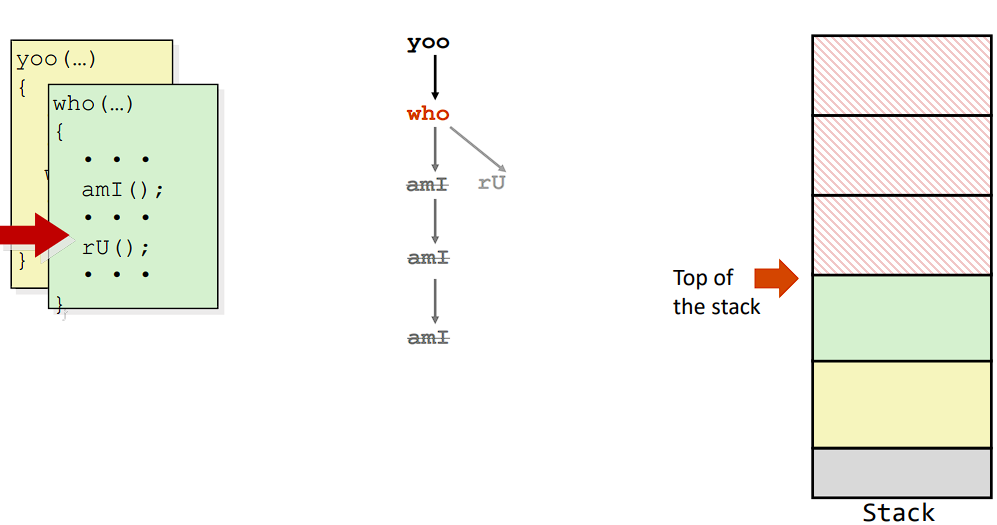 yoo(…)
{
}
who(…)
{
• • •
amI();
• • •
rU();
• • •
}
yoo
who
amI
rU
amI
amI
Top of
the stack
Stack